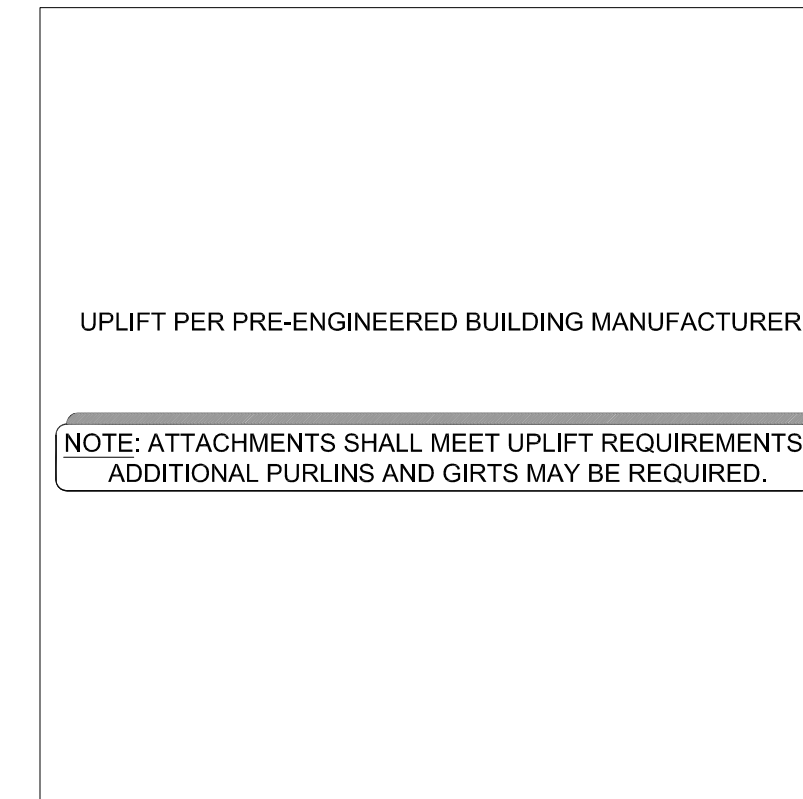 UPLIFT PER PRE-ENGINEERED BUILDING MANUFACTURER
NOTE: ATTACHMENTS SHALL MEET UPLIFT REQUIREMENTS
ADDITIONAL PURLINS AND GIRTS MAY BE REQUIRED.